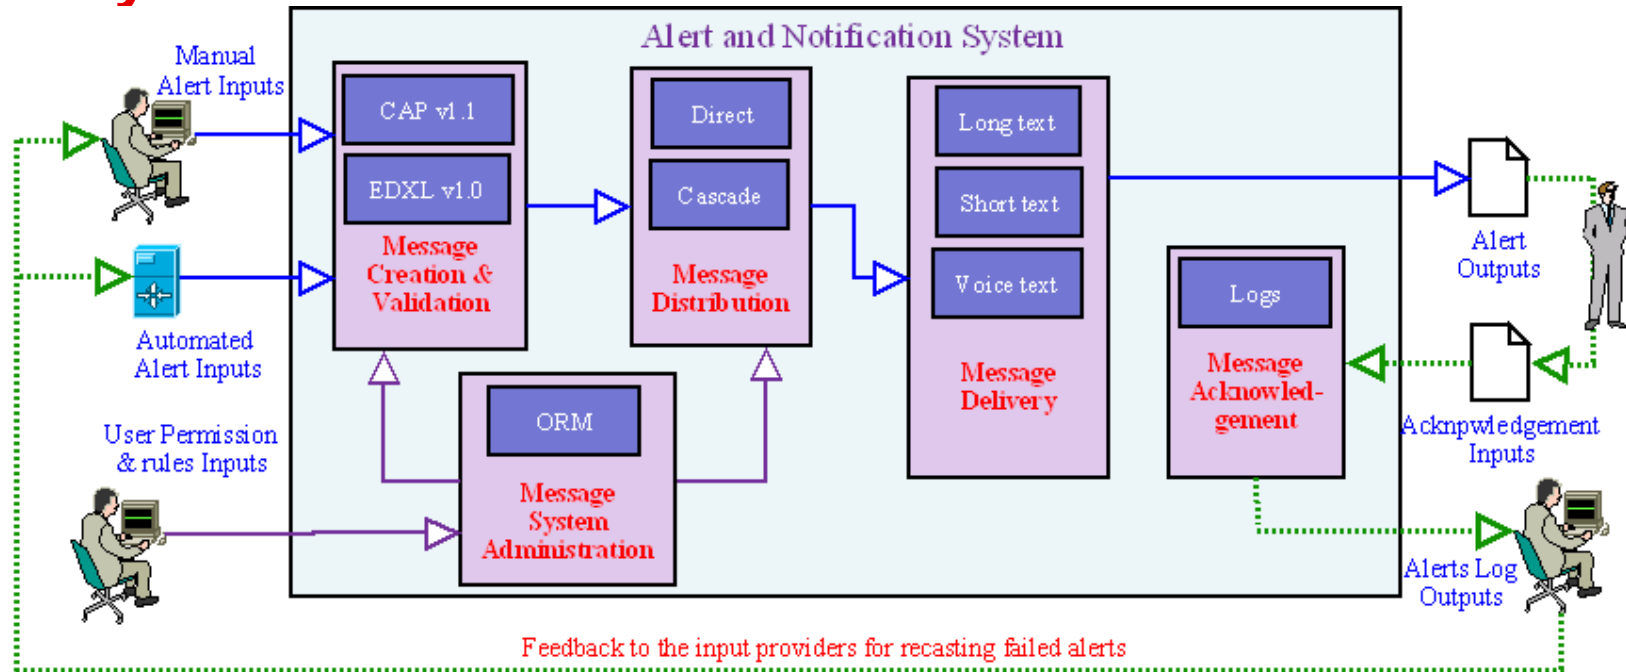 Alert and Notification System
Manual
Alert Inputs
CAP v1.1
EDXL v1.0
Message
Creation &
Validation
Direct
Cascade
Message
Distribution
Long text
Short text
Voice text
Message
Delivery
Logs
Message
Acknowled-
gement
Alert
Outputs
Automated
Alert Inputs
Acknpwledgement
Inputs
User Permission
& rules Inputs
ORM
Message
System
Administration
Alerts Log
Outputs
Feedback to the input providers for recasting failed alerts